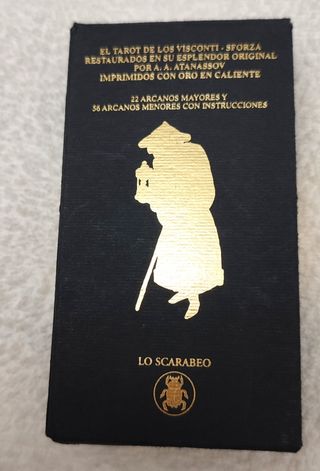 EL TAROT DE LOS VISCONTI - SFORZA
RESTAURADOS EN SU ESPLENDOR ORIGINAL
POR A. A. ATANASSOV
IMPRIMIDOS CON ORO EN CALIENTE
22 ARCANOS MAYORES Y
56 ARCANOS MENORES CON INSTRUCCIONES
LO SCARABEO